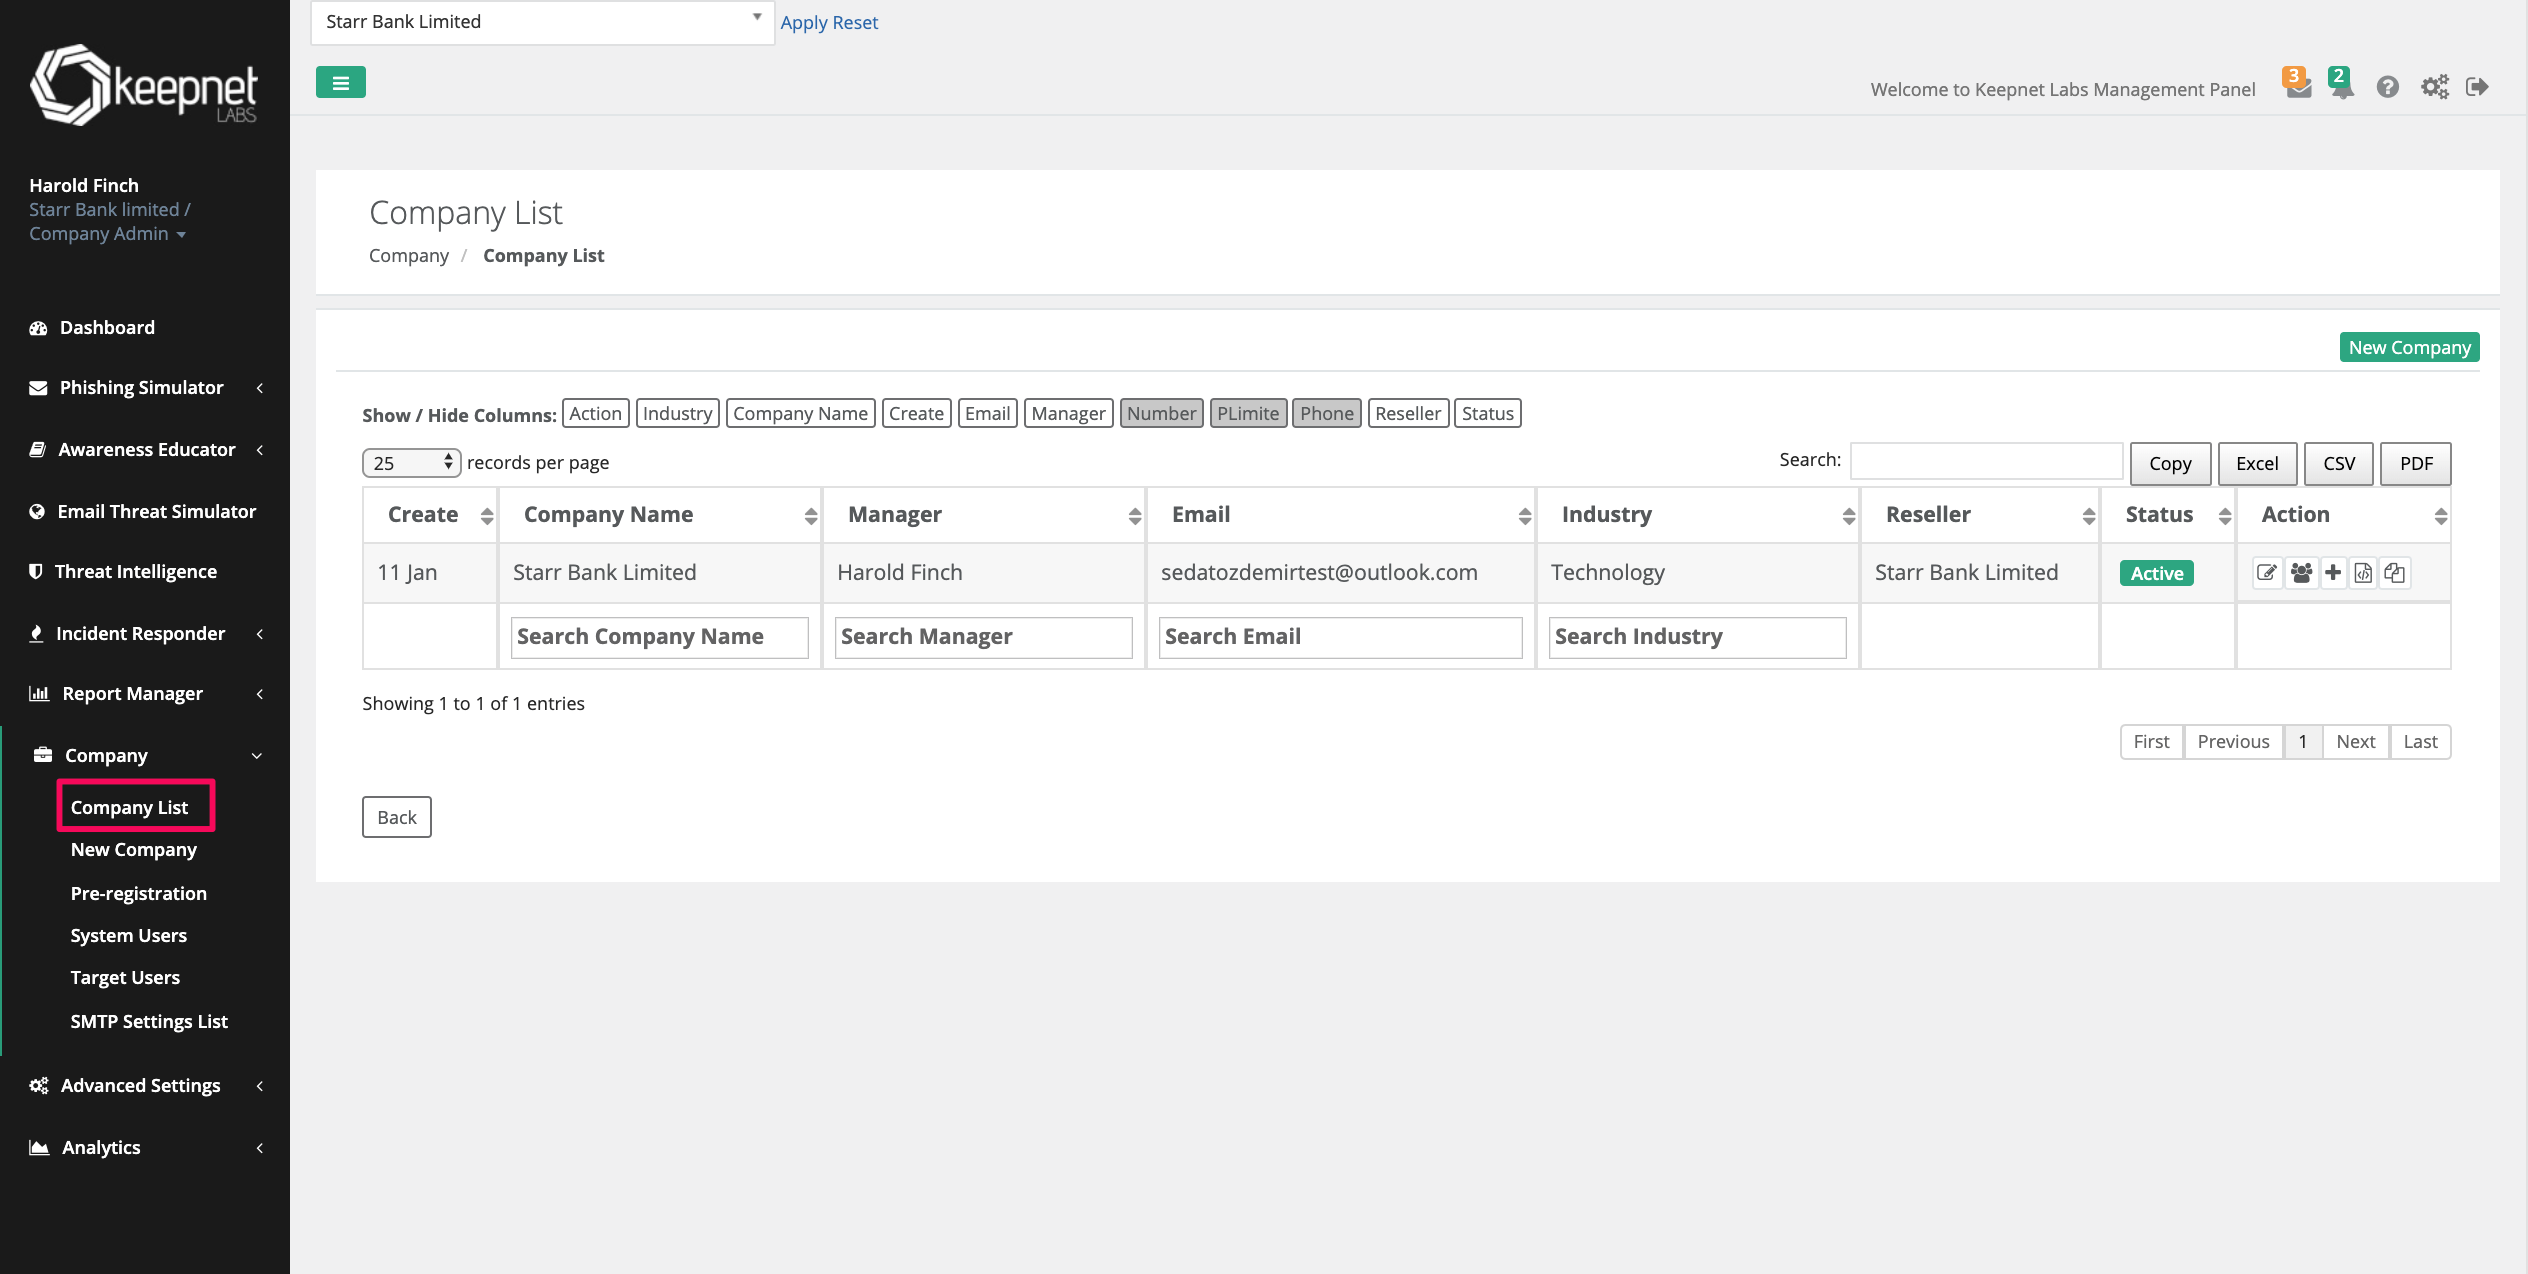 Starr Bank Limited
Apply Reset
keepnet
LABS
Welcome to Keepnet Labs Management Panel
3
2
Harold Finch
Starr Bank limited /
Company Admin
Dashboard
Phishing Simulator
Awareness Educator
Email Threat Simulator
Threat Intelligence
Incident Responder
Report Manager
Company
Company List
New Company
Pre-registration
System Users
Target Users
SMTP Settings List
Advanced Settings
Analytics
Company List
Company / Company List
New Company
Show / Hide Columns: Action Industry Company Name Create Email Manager Number PLimite Phone Reseller Status
25 records per page
Search: Copy Excel CSV PDF
Create Company Name Manager Email Industry Reseller Status Action
11 Jan Starr Bank Limited Harold Finch sedatozdemirtest@outlook.com Technology Starr Bank Limited Active
Search Company Name Search Manager Search Email Search Industry
Showing 1 to 1 of 1 entries
First Previous 1 Next Last
Back